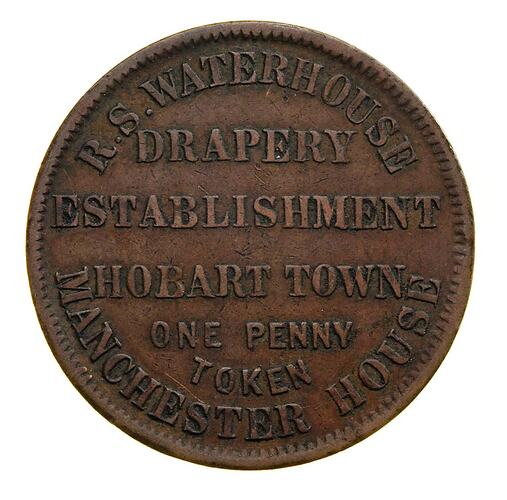 R.S. WATERHOUSE
DRAPERY
ESTABLISHMENT
HOBART TOWN
ONE PENNY
TOKEN
MANCHESTER HOUSE